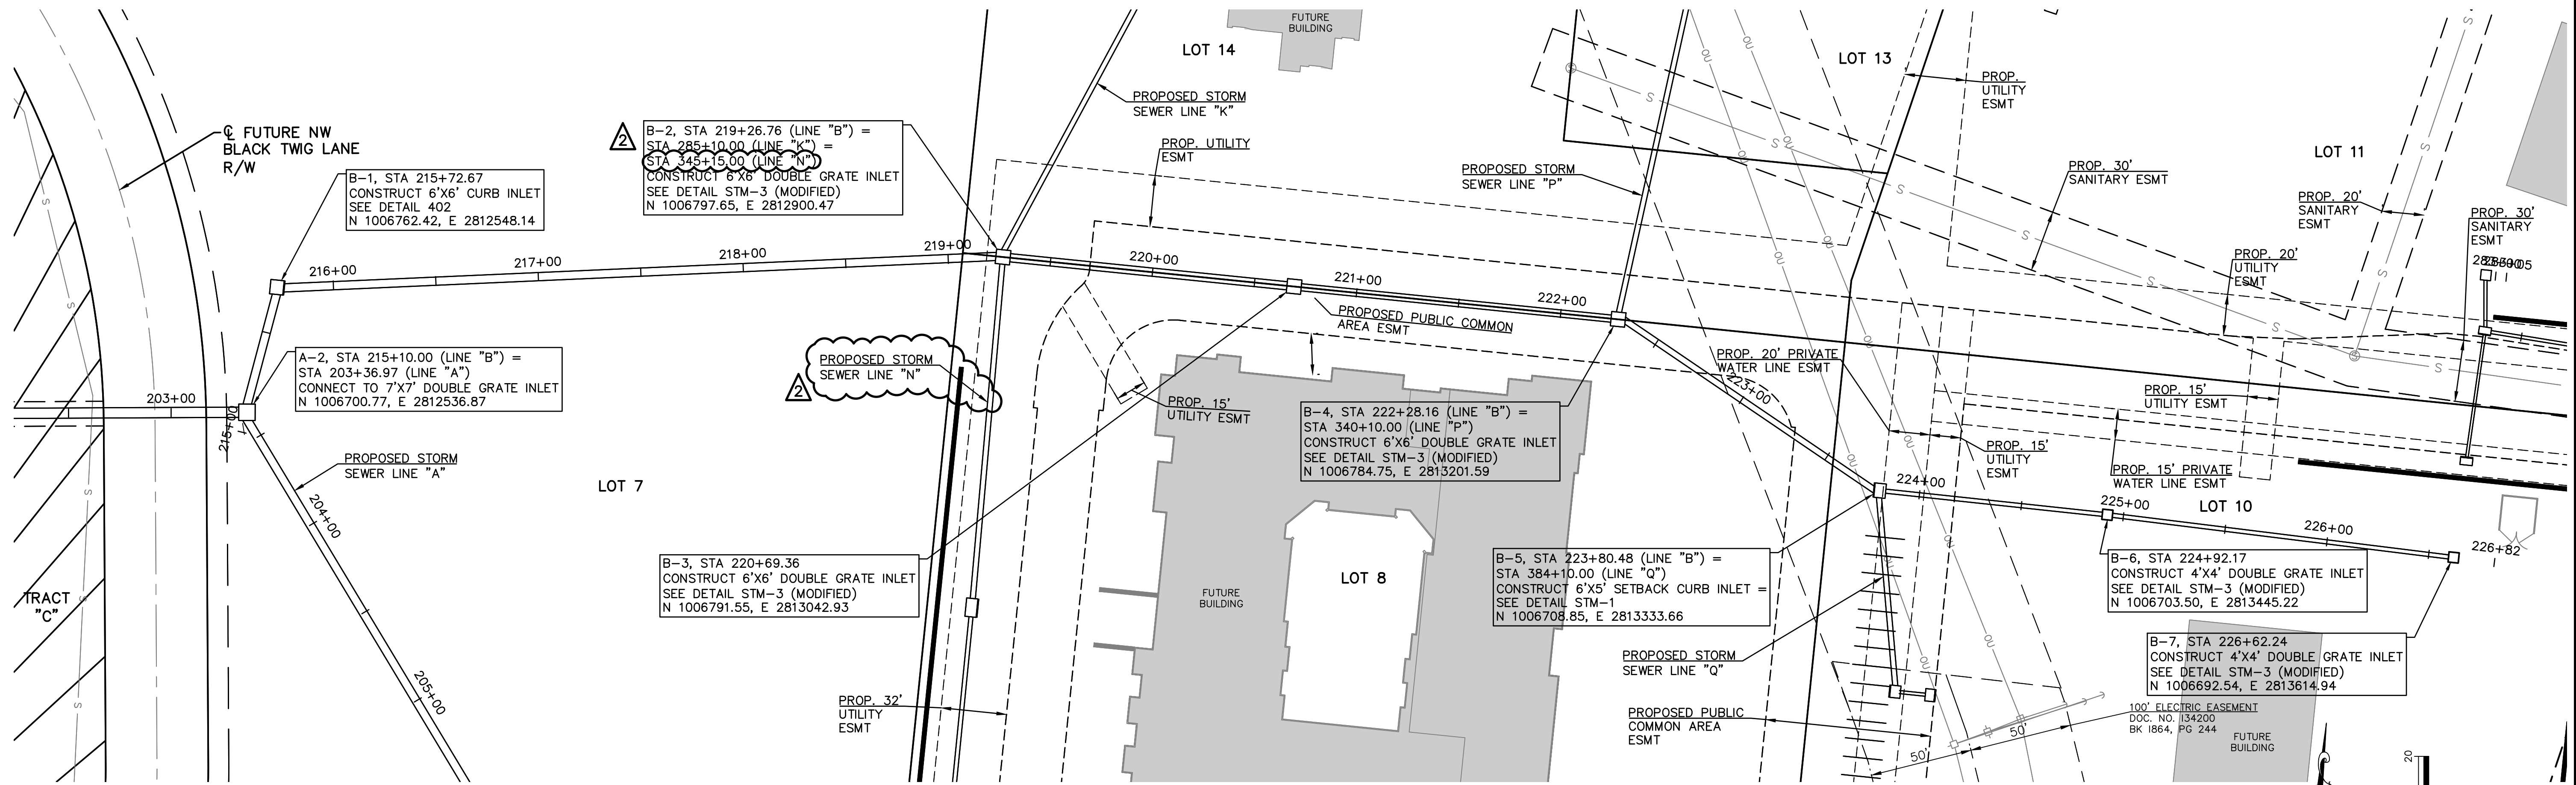 FUTURE
BUILDING
LOT 14
LOT 13
PROP.
UTILITY
ESMT
PROPOSED STORM
SEWER LINE "K"
℄ FUTURE NW
BLACK TWIG LANE
R/W
2
B-2, STA 219+26.76 (LINE "B") =
STA 285+10.00 (LINE "K") =
STA 345+15.00 (LINE "N")
CONSTRUCT 6'X6' DOUBLE GRATE INLET
SEE DETAIL STM-3 (MODIFIED)
N 1006797.65, E 2812900.47
PROP. UTILITY
ESMT
PROPOSED STORM
SEWER LINE "P"
PROP. 30'
SANITARY ESMT
LOT 11
PROP. 20'
SANITARY
ESMT
PROP. 30'
SANITARY
ESMT
B-1, STA 215+72.67
CONSTRUCT 6'X6' CURB INLET
SEE DETAIL 402
N 1006762.42, E 2812548.14
216+00
217+00
218+00
219+00
220+00
221+00
222+00
PROP. 20'
UTILITY
ESMT
PROPOSED PUBLIC COMMON
AREA ESMT
A-2, STA 215+10.00 (LINE "B") =
STA 203+36.97 (LINE "A")
CONNECT TO 7'X7' DOUBLE GRATE INLET
N 1006700.77, E 2812536.87
203+00
215+00
2
PROPOSED STORM
SEWER LINE "N"
PROP. 15'
UTILITY ESMT
PROP. 20' PRIVATE
WATER LINE ESMT
223+00
PROP. 15'
UTILITY ESMT
B-4, STA 222+28.16 (LINE "B") =
STA 340+10.00 (LINE "P")
CONSTRUCT 6'X6' DOUBLE GRATE INLET
SEE DETAIL STM-3 (MODIFIED)
N 1006784.75, E 2813201.59
PROP. 15'
UTILITY
ESMT
PROP. 15' PRIVATE
WATER LINE ESMT
PROPOSED STORM
SEWER LINE "A"
LOT 7
204+00
224+00
225+00
LOT 10
226+00
226+82
B-3, STA 220+69.36
CONSTRUCT 6'X6' DOUBLE GRATE INLET
SEE DETAIL STM-3 (MODIFIED)
N 1006791.55, E 2813042.93
FUTURE
BUILDING
LOT 8
B-5, STA 223+80.48 (LINE "B") =
STA 384+10.00 (LINE "Q")
CONSTRUCT 6'X5' SETBACK CURB INLET =
SEE DETAIL STM-1
N 1006708.85, E 2813333.66
B-6, STA 224+92.17
CONSTRUCT 4'X4' DOUBLE GRATE INLET
SEE DETAIL STM-3 (MODIFIED)
N 1006703.50, E 2813445.22
TRACT
"C"
205+00
PROPOSED STORM
SEWER LINE "Q"
B-7, STA 226+62.24
CONSTRUCT 4'X4' DOUBLE GRATE INLET
SEE DETAIL STM-3 (MODIFIED)
N 1006692.54, E 2813614.94
PROP. 32'
UTILITY
ESMT
PROPOSED PUBLIC
COMMON AREA
ESMT
100' ELECTRIC EASEMENT
DOC. NO. 134200
BK 1864, PG 244
50'
50'
FUTURE
BUILDING
20